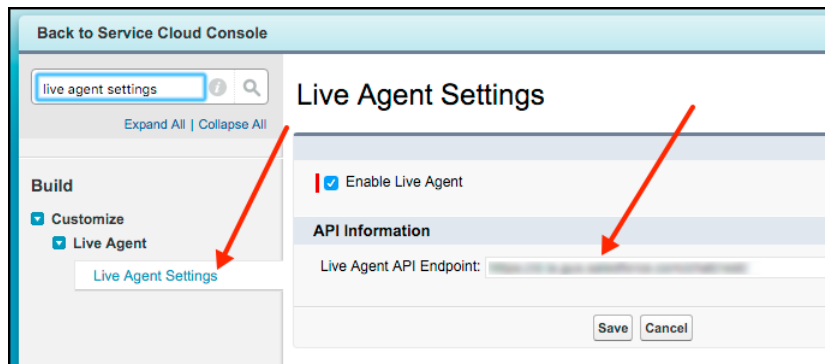 Back to Service Cloud Console
live agent settings
Expand All | Collapse All
Build
Customize
Live Agent
Live Agent Settings
Live Agent Settings
Enable Live Agent
API Information
Live Agent API Endpoint:
Save Cancel